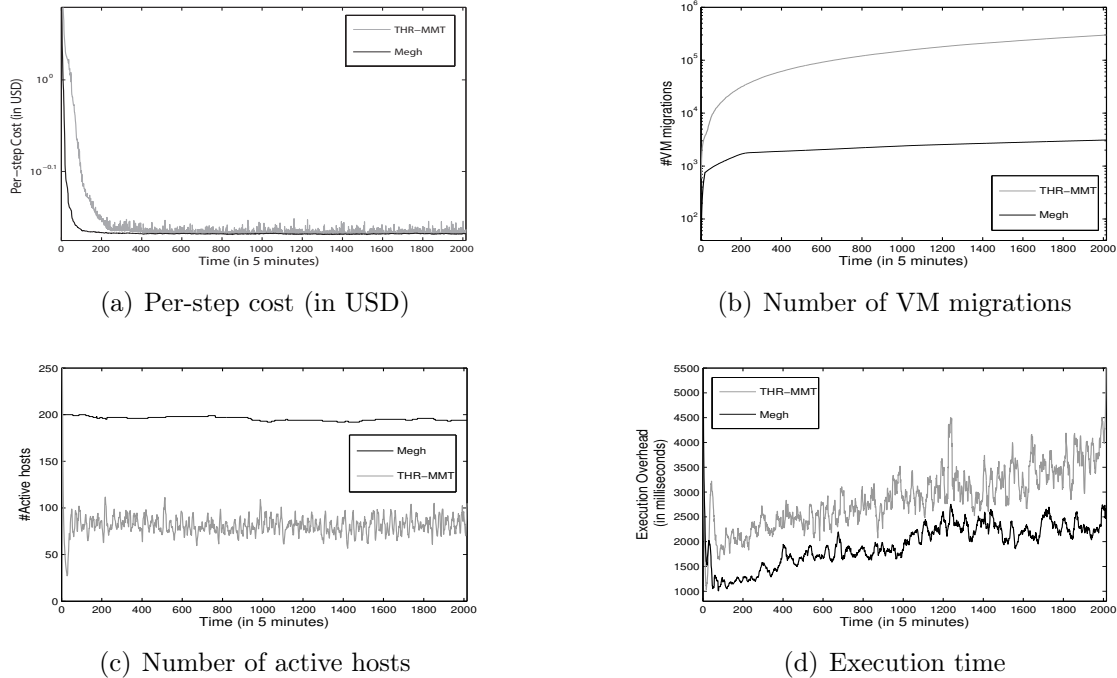 THR−MMT
Megh
10^0
10^−0.1
Per−step Cost (in USD)
0 200 400 600 800 1000 1200 1400 1600 1800 2000
Time (in 5 minutes)
(a) Per-step cost (in USD)
10^6
10^5
10^4
10^3
10^2
#VM migrations
THR−MMT
Megh
0 200 400 600 800 1000 1200 1400 1600 1800 2000
Time (in 5 minutes)
(b) Number of VM migrations
250
200
150
100
50
0
#Active hosts
Megh
THR−MMT
0 200 400 600 800 1000 1200 1400 1600 1800 2000
Time (in 5 minutes)
(c) Number of active hosts
5500
5000
4500
4000
3500
3000
2500
2000
1500
1000
Execution Overhead
(in milliseconds)
THR−MMT
Megh
0 200 400 600 800 1000 1200 1400 1600 1800 2000
Time (in 5 minutes)
(d) Execution time